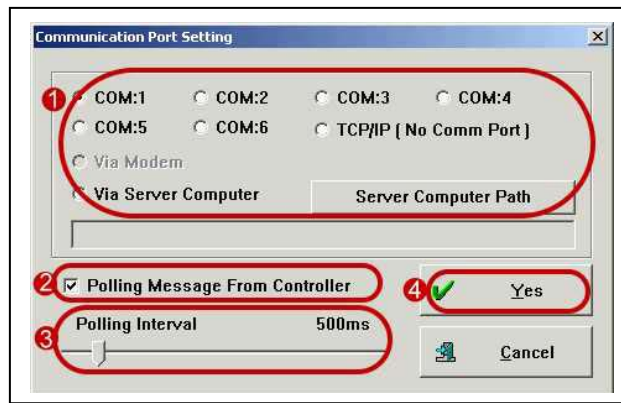 Communication Port Setting
1 COM:1 COM:2 COM:3 COM:4
COM:5 COM:6 TCP/IP ( No Comm Port )
Via Modem
Via Server Computer Server Computer Path
2 Polling Message From Controller
4 Yes
3 Polling Interval 500ms
Cancel